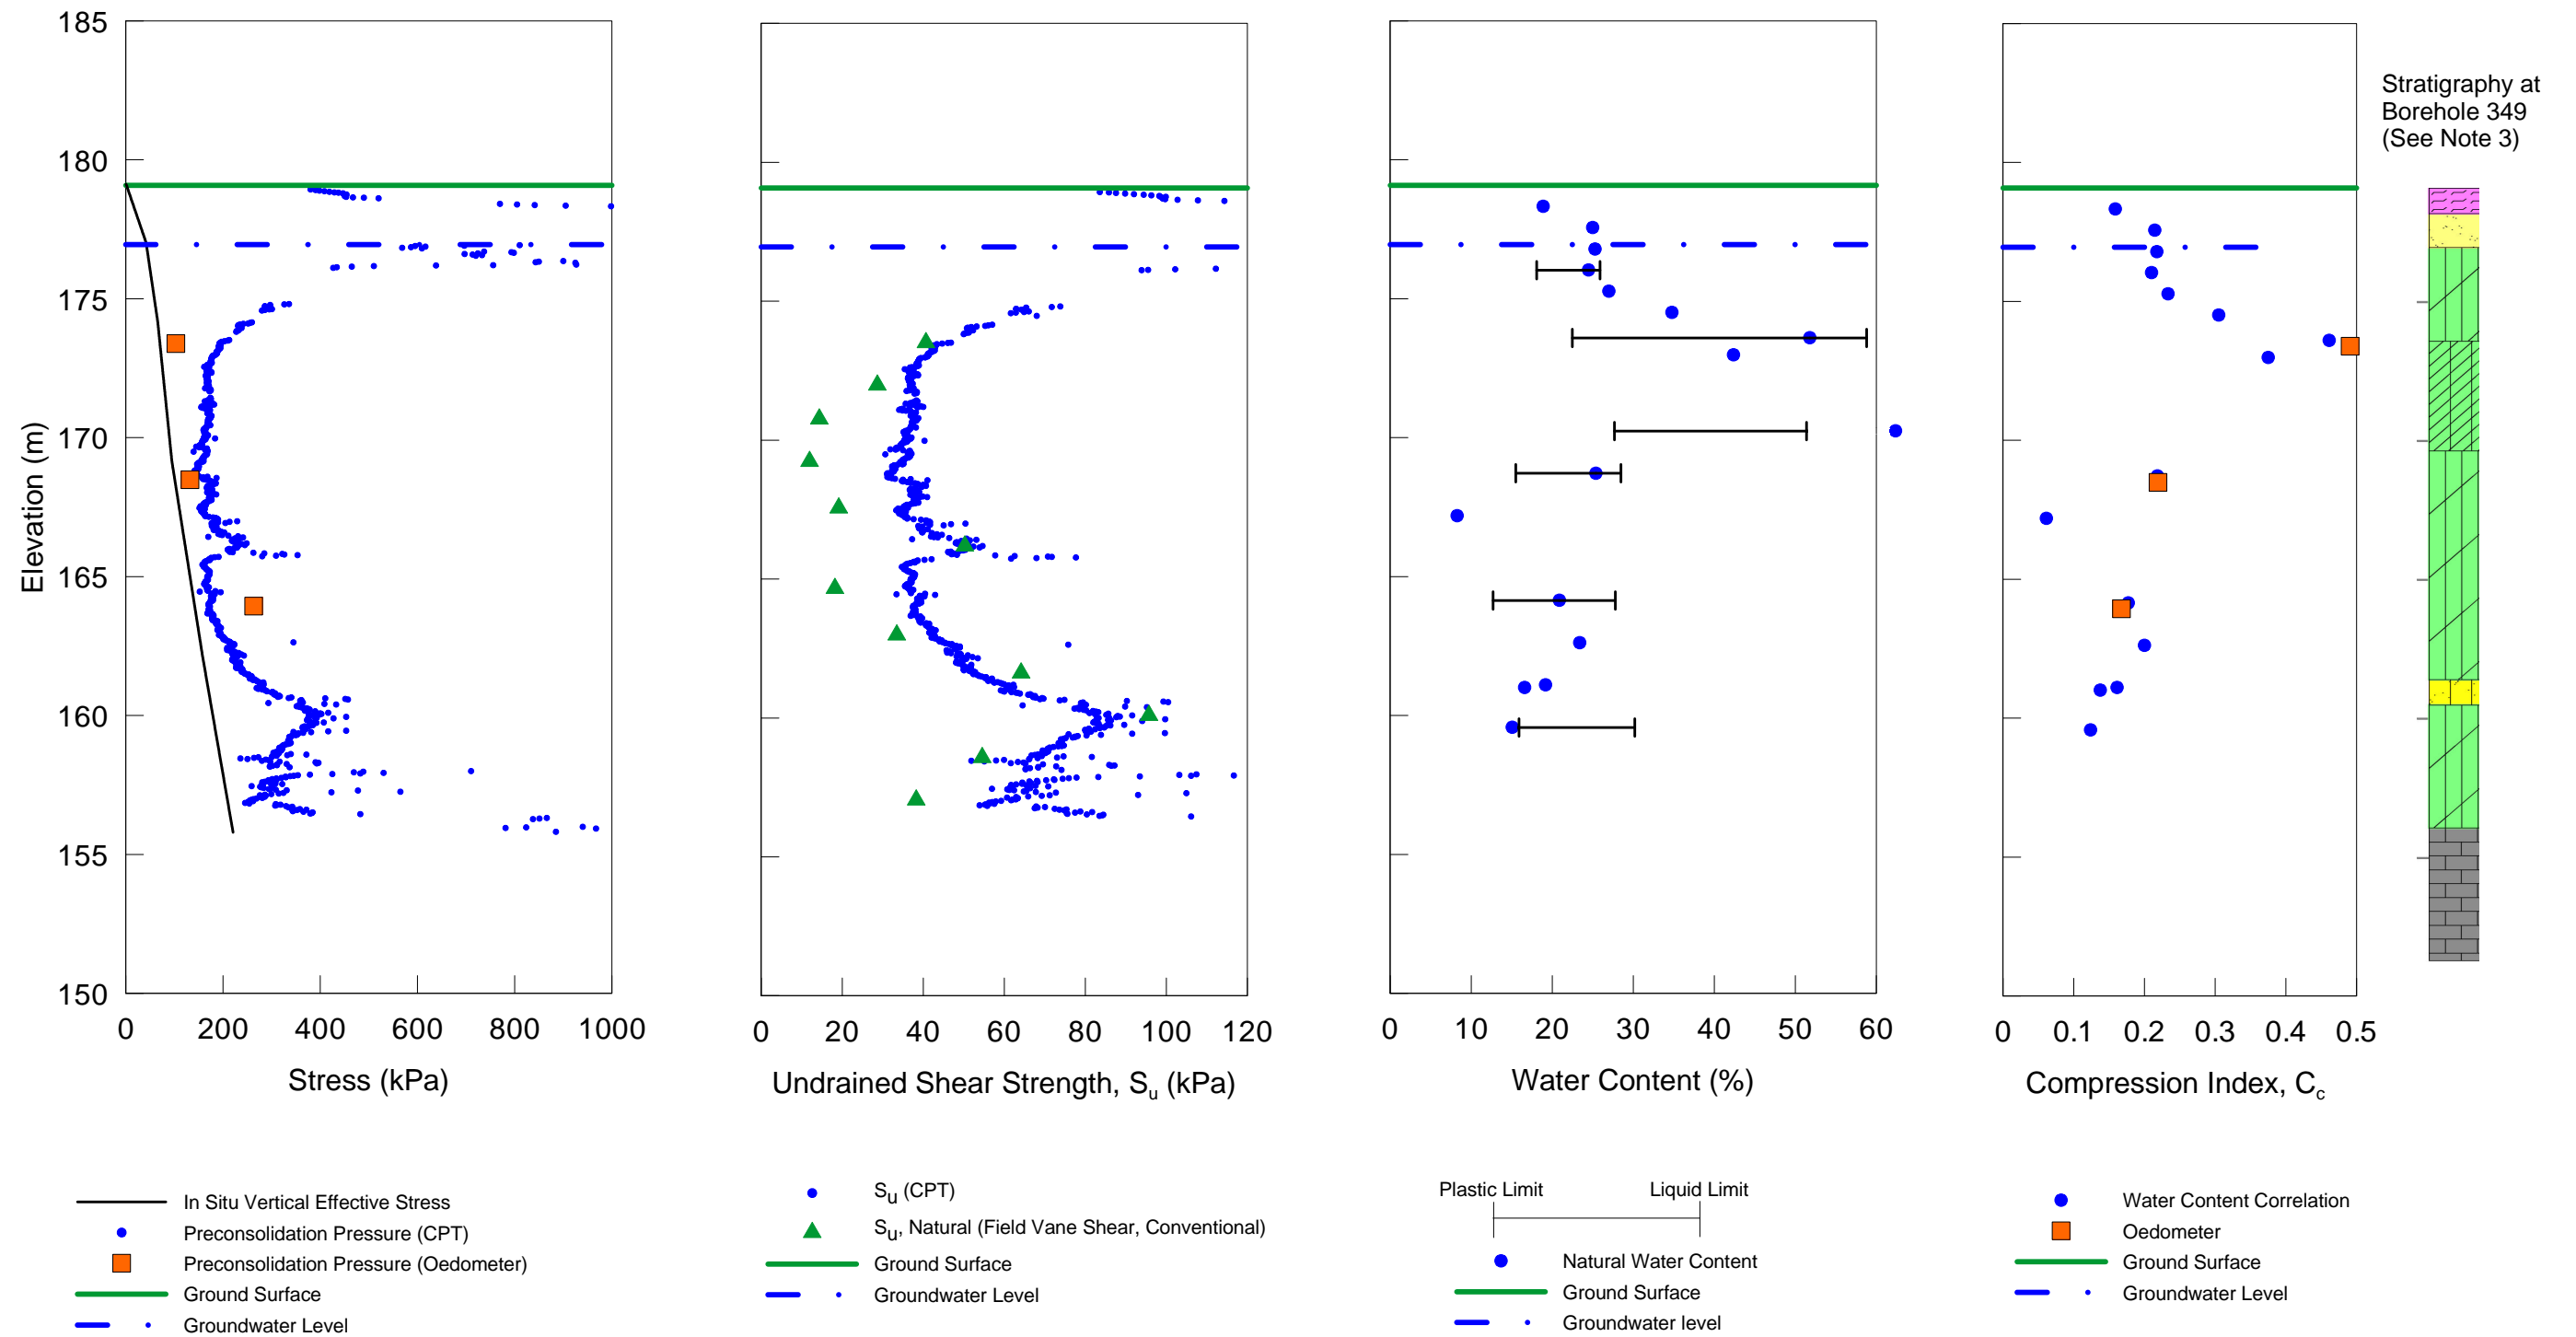 185
180
175
170
165
160
155
150
Elevation (m)
0 200 400 600 800 1000
Stress (kPa)
0 20 40 60 80 100 120
Undrained Shear Strength, Su (kPa)
0 10 20 30 40 50 60
Water Content (%)
0 0.1 0.2 0.3 0.4 0.5
Compression Index, Cc
Stratigraphy at
Borehole 349
(See Note 3)
In Situ Vertical Effective Stress
Preconsolidation Pressure (CPT)
Preconsolidation Pressure (Oedometer)
Ground Surface
Groundwater Level
Su (CPT)
Su, Natural (Field Vane Shear, Conventional)
Ground Surface
Groundwater Level
Plastic Limit Liquid Limit
Natural Water Content
Ground Surface
Groundwater level
Water Content Correlation
Oedometer
Ground Surface
Groundwater Level